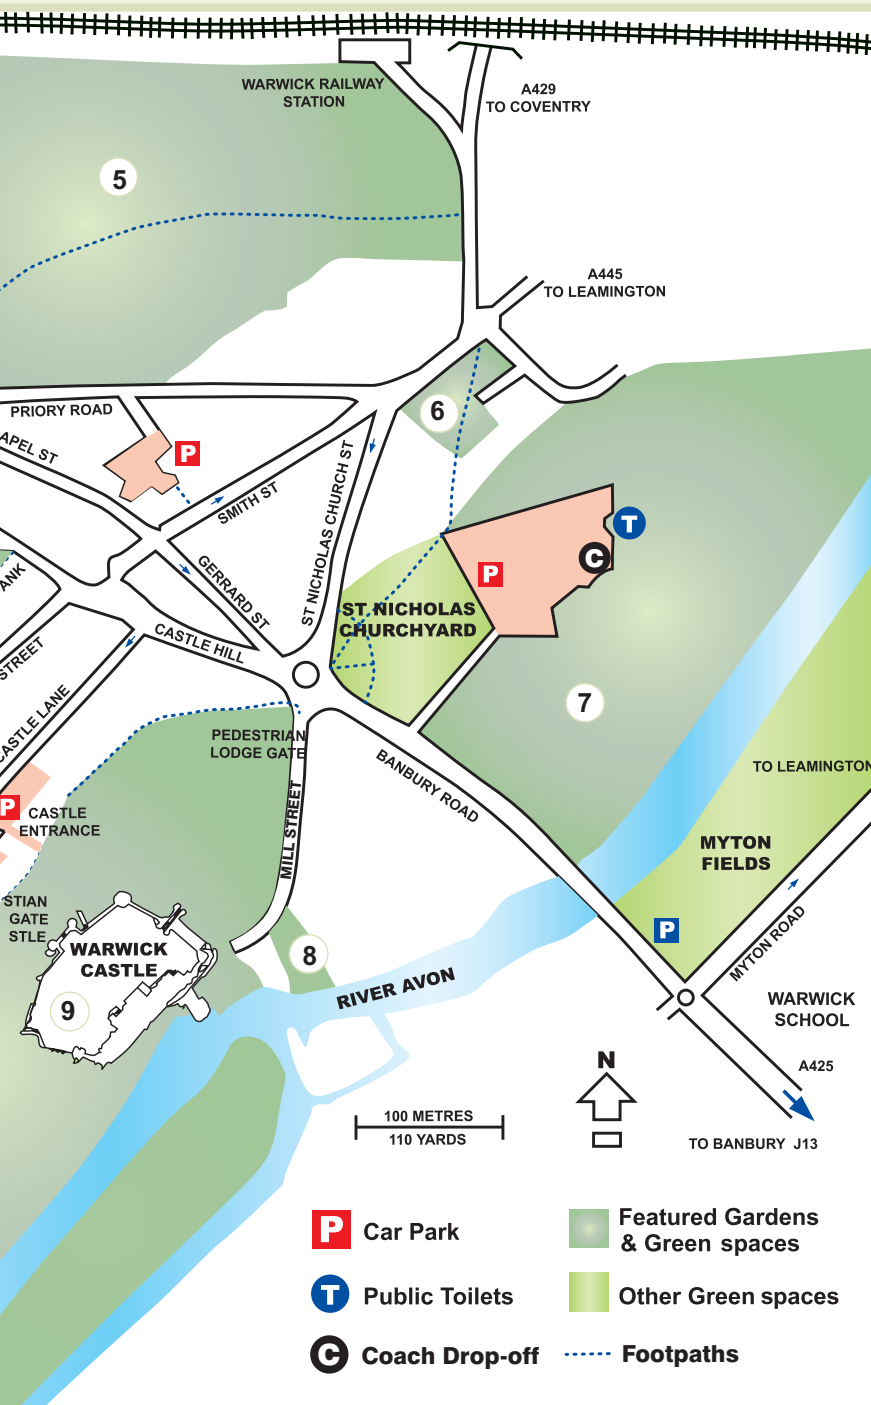 WARWICK RAILWAY
STATION
A429
TO COVENTRY
5
A445
TO LEAMINGTON
PRIORY ROAD
6
APEL ST
P
SMITH ST
ST NICHOLAS CHURCH ST
T
C
P
GERRARD ST
ANK
ST NICHOLAS
CHURCHYARD
CASTLE HILL
STREET
CASTLE LANE
7
PEDESTRIAN
LODGE GATE
BANBURY ROAD
TO LEAMINGTON
P
CASTLE
ENTRANCE
MILL STREET
MYTON
FIELDS
STIAN
GATE
STLE
P
MYTON ROAD
WARWICK
CASTLE
8
9
RIVER AVON
WARWICK
SCHOOL
N
A425
100 METRES
110 YARDS
TO BANBURY J13
P Car Park
Featured Gardens
& Green spaces
T Public Toilets
Other Green spaces
C Coach Drop-off
Footpaths